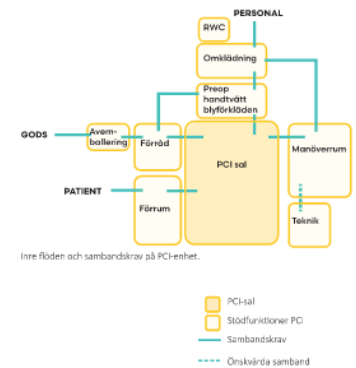 PERSONAL
RWC
Omklädning
Preop
handtvätt
blyförkläden
GODS
Avem-
ballering
Förråd
PCI sal
Manöverrum
PATIENT
Förrum
Teknik
Inre flöden och sambandskrav på PCI-enhet.
PCI-sal
Stödfunktioner PCI
Sambandskrav
Önskvärda samband